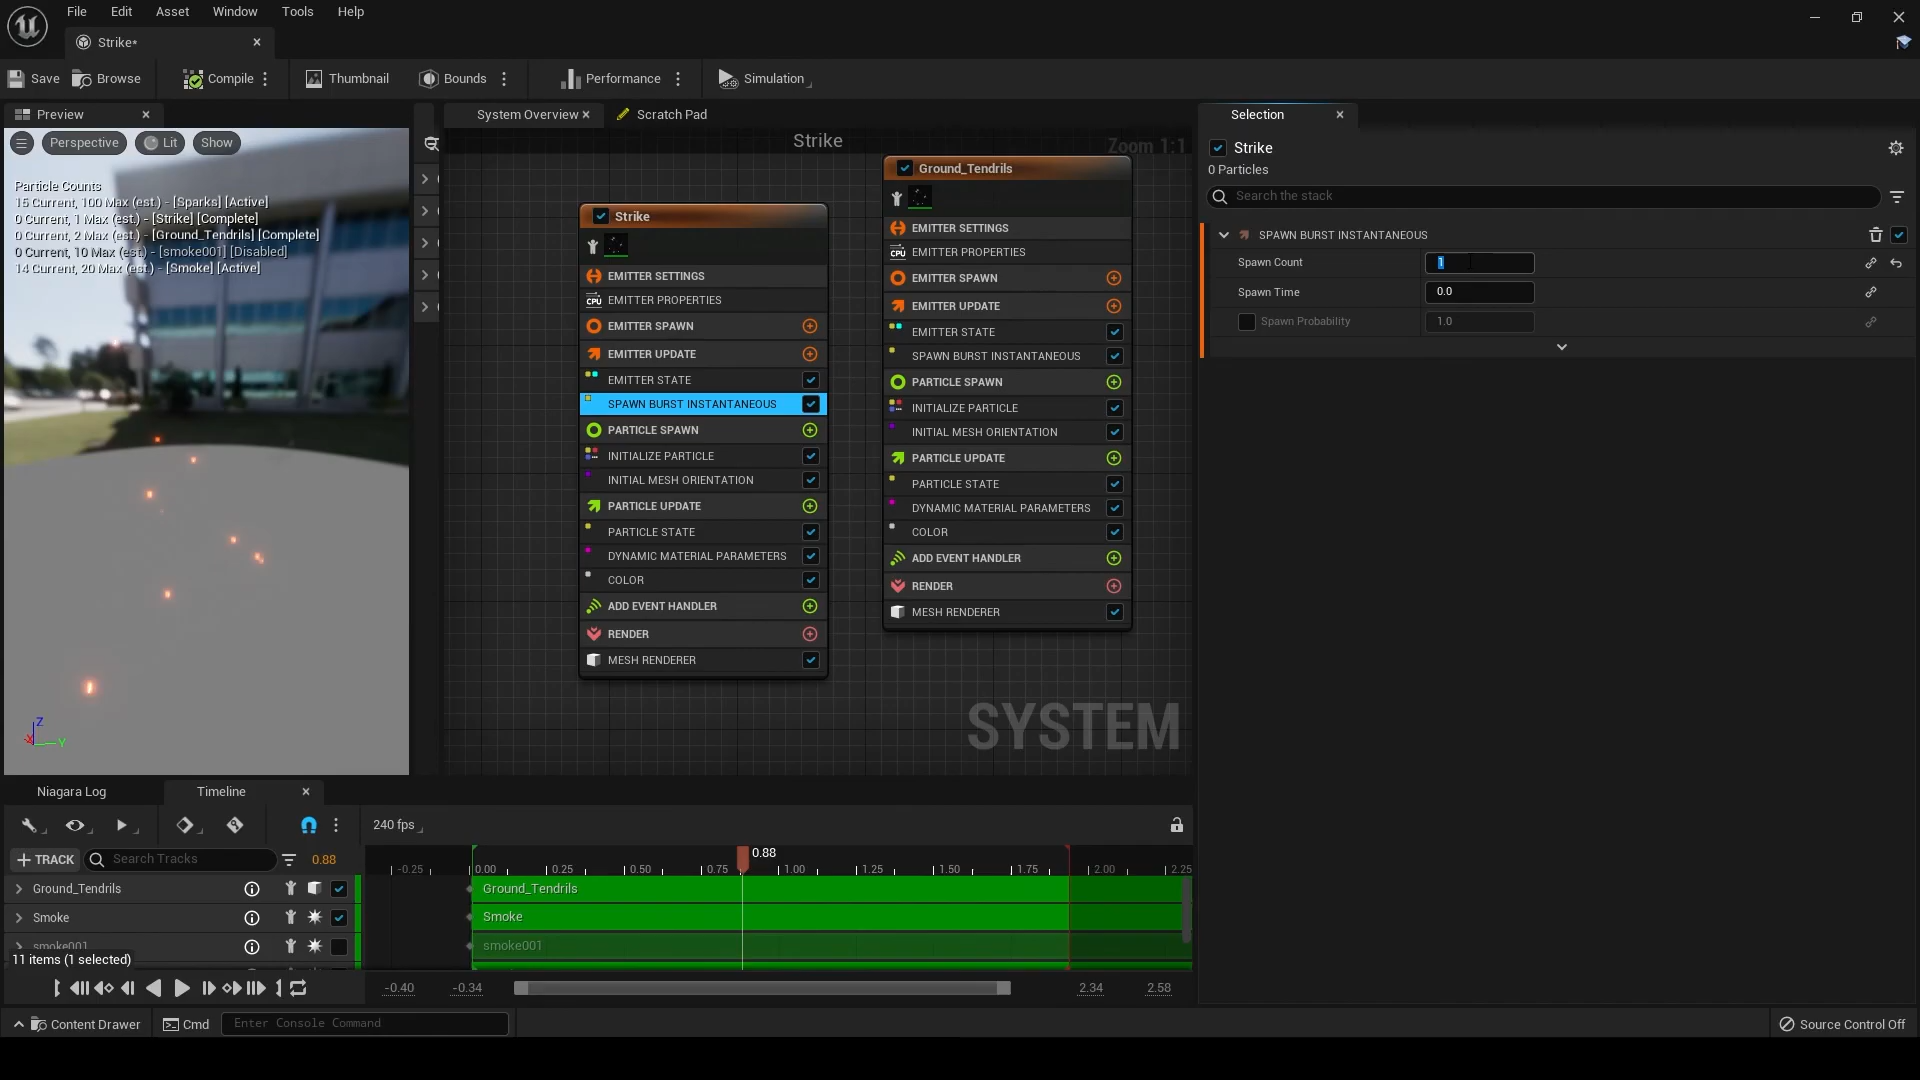 File Edit Asset Window Tools Help
Strike*
Save Browse Compile Thumbnail Bounds Performance Simulation
Preview
System Overview Scratch Pad
Selection
Perspective Lit Show
Strike
Zoom 1:1
Particle Counts
15 Current, 100 Max (est.) - [Sparks] [Active]
0 Current, 1 Max (est.) - [Strike] [Complete]
0 Current, 2 Max (est.) - [Ground_Tendrils] [Complete]
0 Current, 10 Max (est.) - [smoke001] [Disabled]
14 Current, 20 Max (est.) - [Smoke] [Active]
Z
X
Y
Strike
EMITTER SETTINGS
CPU EMITTER PROPERTIES
EMITTER SPAWN
EMITTER UPDATE
EMITTER STATE
SPAWN BURST INSTANTANEOUS
PARTICLE SPAWN
INITIALIZE PARTICLE
INITIAL MESH ORIENTATION
PARTICLE UPDATE
PARTICLE STATE
DYNAMIC MATERIAL PARAMETERS
COLOR
ADD EVENT HANDLER
RENDER
MESH RENDERER
Ground_Tendrils
EMITTER SETTINGS
CPU EMITTER PROPERTIES
EMITTER SPAWN
EMITTER UPDATE
EMITTER STATE
SPAWN BURST INSTANTANEOUS
PARTICLE SPAWN
INITIALIZE PARTICLE
INITIAL MESH ORIENTATION
PARTICLE UPDATE
PARTICLE STATE
DYNAMIC MATERIAL PARAMETERS
COLOR
ADD EVENT HANDLER
RENDER
MESH RENDERER
SYSTEM
Strike
0 Particles
Search the stack
SPAWN BURST INSTANTANEOUS
Spawn Count 1
Spawn Time 0.0
Spawn Probability 1.0
Niagara Log Timeline
240 fps
TRACK Search Tracks 0.88
0.88
-0.25 0.00 0.25 0.50 0.75 1.00 1.25 1.50 1.75 2.00 2.25
Ground_Tendrils Ground_Tendrils
Smoke Smoke
smoke001 smoke001
11 items (1 selected)
-0.40 -0.34 2.34 2.58
Content Drawer Cmd Enter Console Command Source Control Off